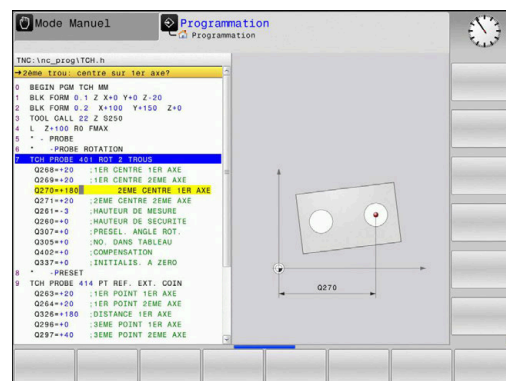 Mode Manuel
Programmation
Programmation
TNC:\nc_prog\TCH.h
→2ème trou: centre sur 1er axe?
0 BEGIN PGM TCH MM
1 BLK FORM 0.1 Z X+0 Y+0 Z-20
2 BLK FORM 0.2 X+100 Y+150 Z+0
3 TOOL CALL 22 Z S250
4 L Z+100 R0 FMAX
5 * - PROBE
6 * -PROBE ROTATION
7 TCH PROBE 401 ROT 2 TROUS
Q268=+20 ;1ER CENTRE 1ER AXE
Q269=+20 ;1ER CENTRE 2EME AXE
Q270=+180 2EME CENTRE 1ER AXE
Q271=+20 ;2EME CENTRE 2EME AXE
Q261=-3 ;HAUTEUR DE MESURE
Q260=+0 ;HAUTEUR DE SECURITE
Q307=+0 ;PRESEL. ANGLE ROT.
Q305=+0 ;NO. DANS TABLEAU
Q402=+0 ;COMPENSATION
Q337=+0 ;INITIALIS. A ZERO
8 * -PRESET
9 TCH PROBE 414 PT REF. EXT. COIN
Q263=+20 ;1ER POINT 1ER AXE
Q264=+20 ;1ER POINT 2EME AXE
Q326=+180 ;DISTANCE 1ER AXE
Q296=+0 ;3EME POINT 1ER AXE
Q297=+40 ;3EME POINT 2EME AXE
Q270